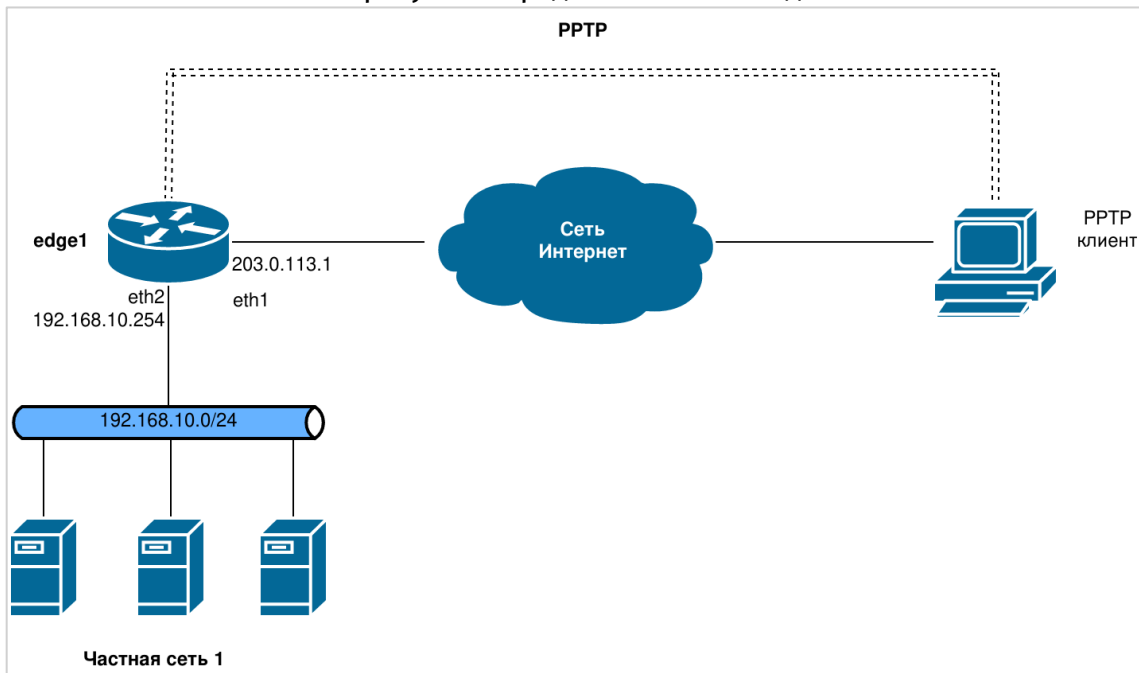 PPTP
edge1
203.0.113.1
eth1
eth2
192.168.10.254
Сеть
Интернет
PPTP
клиент
192.168.10.0/24
Частная сеть 1